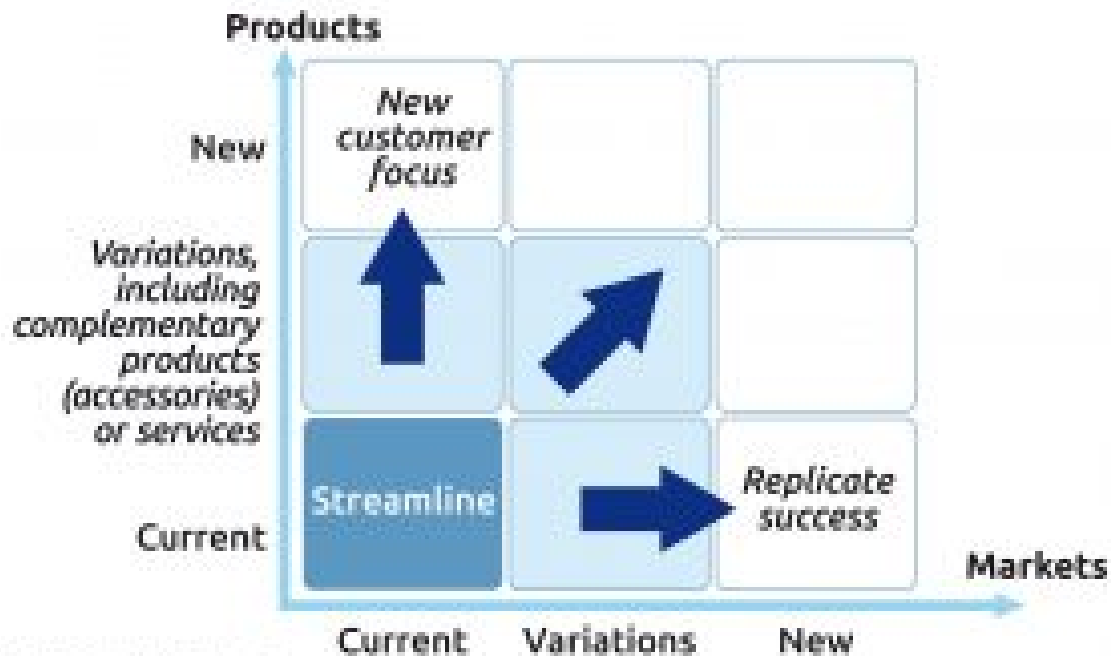 Products
New
customer
focus
New
Variations,
including
complementary
products
(accessories)
or services
Streamline
Replicate
success
Current
Markets
Current
Variations
New